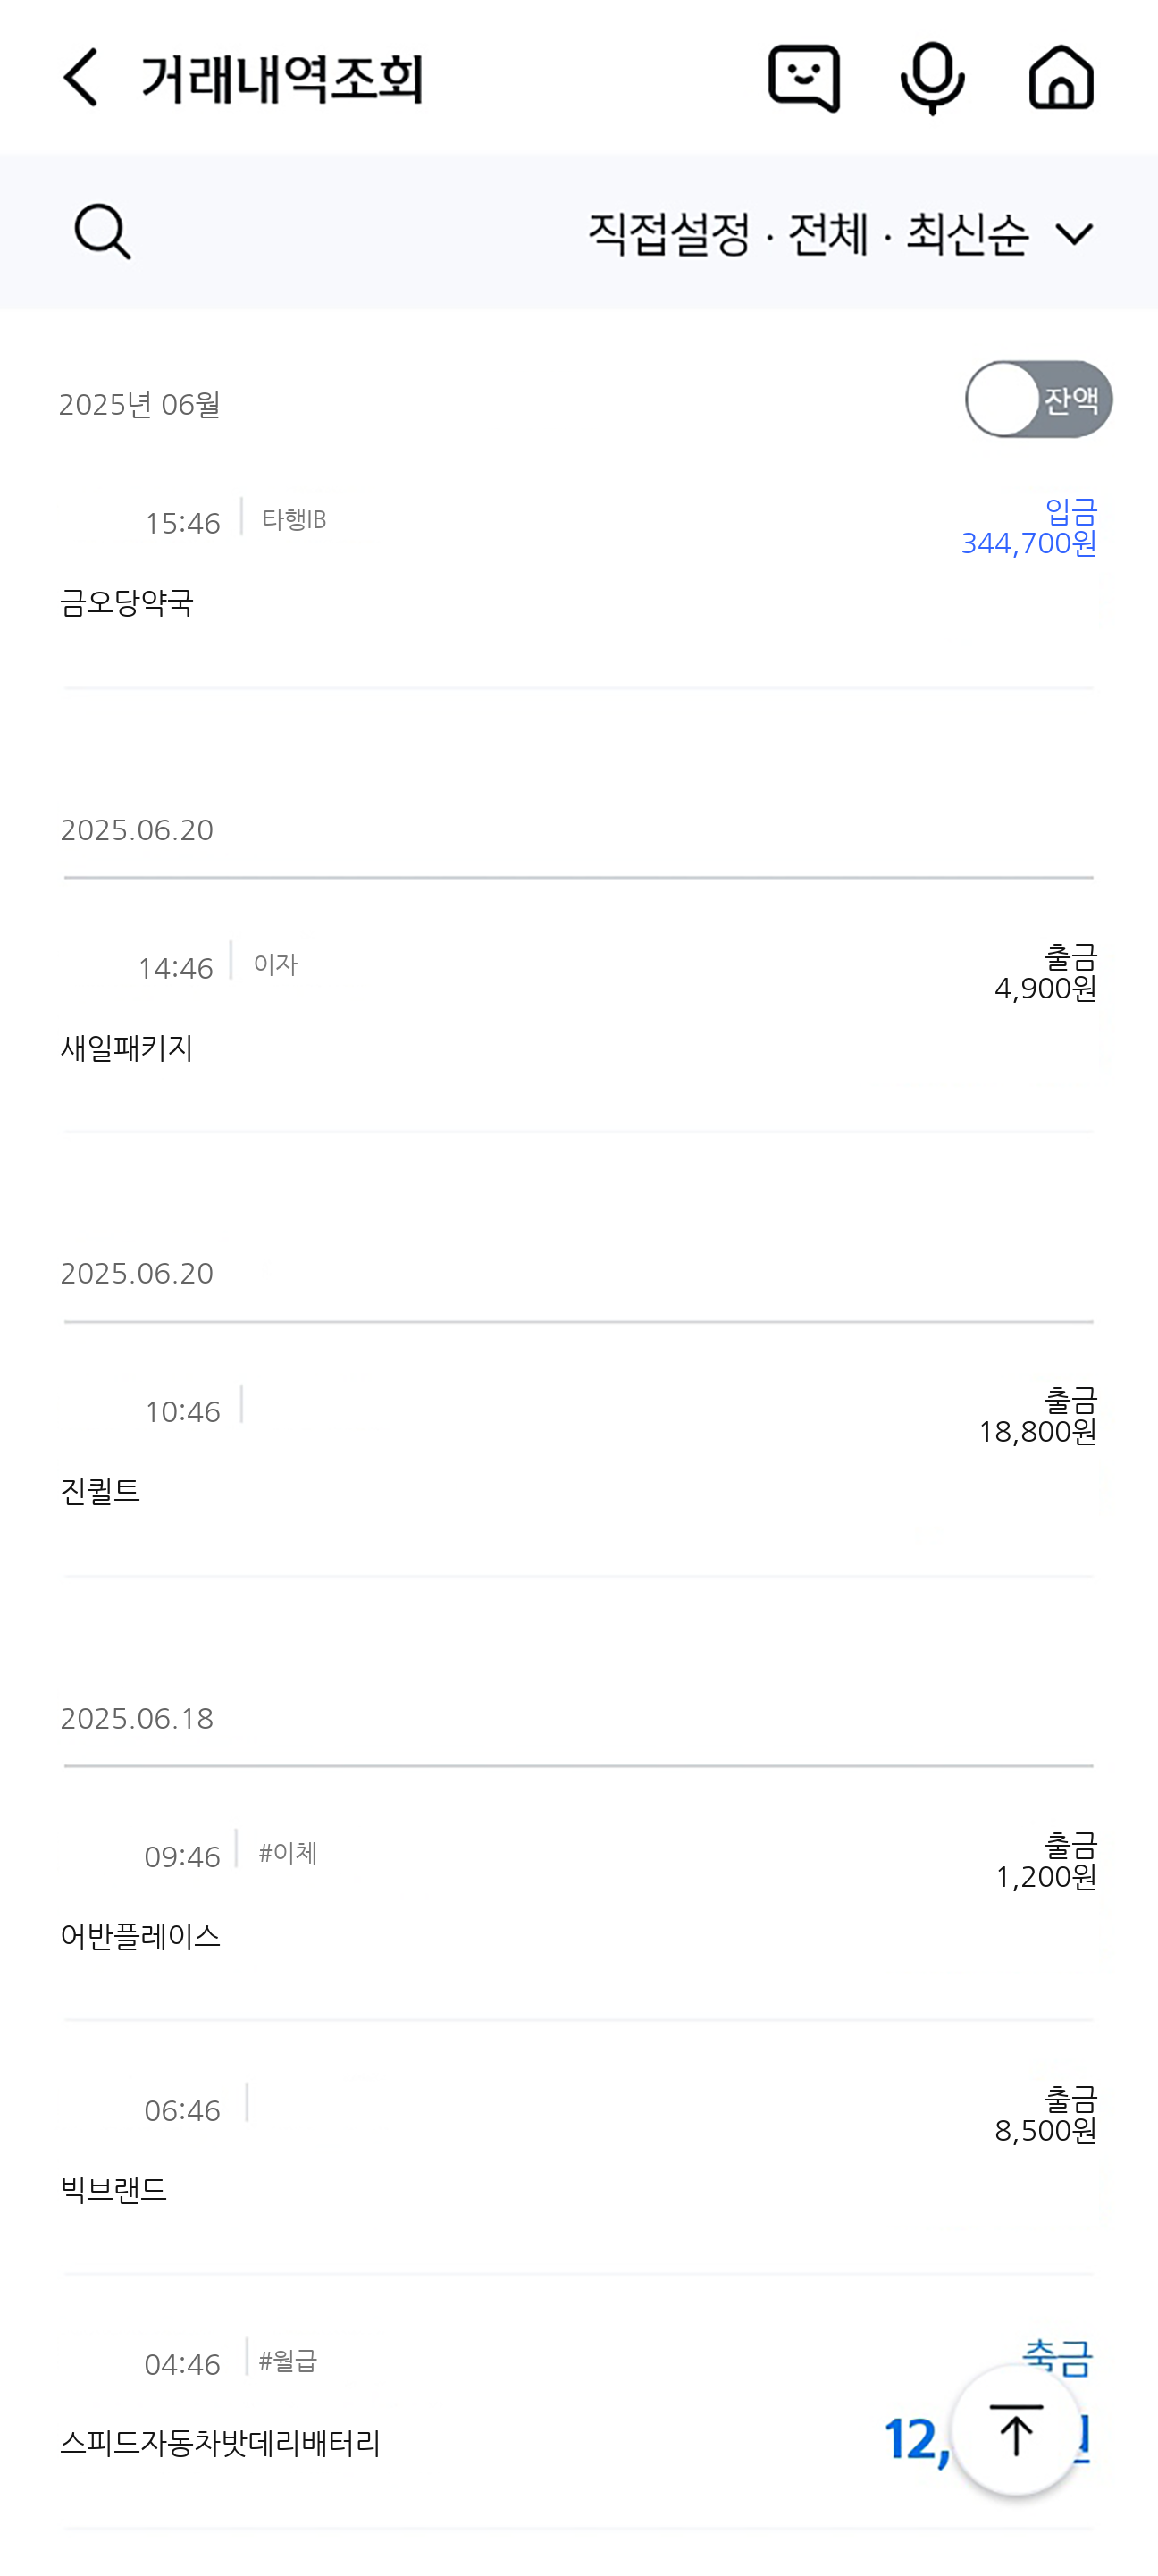 거래내역조회
직접설정 · 전체 · 최신순
2025년 06월
잔액
15:46 타행IB
입금
344,700원
금오당약국
2025.06.20
14:46 이자
출금
4,900원
새일패키지
2025.06.20
10:46
출금
18,800원
진퀼트
2025.06.18
09:46 #이체
출금
1,200원
어반플레이스
06:46
출금
8,500원
빅브랜드
04:46 #월급
스피드자동차밧데리배터리
12,